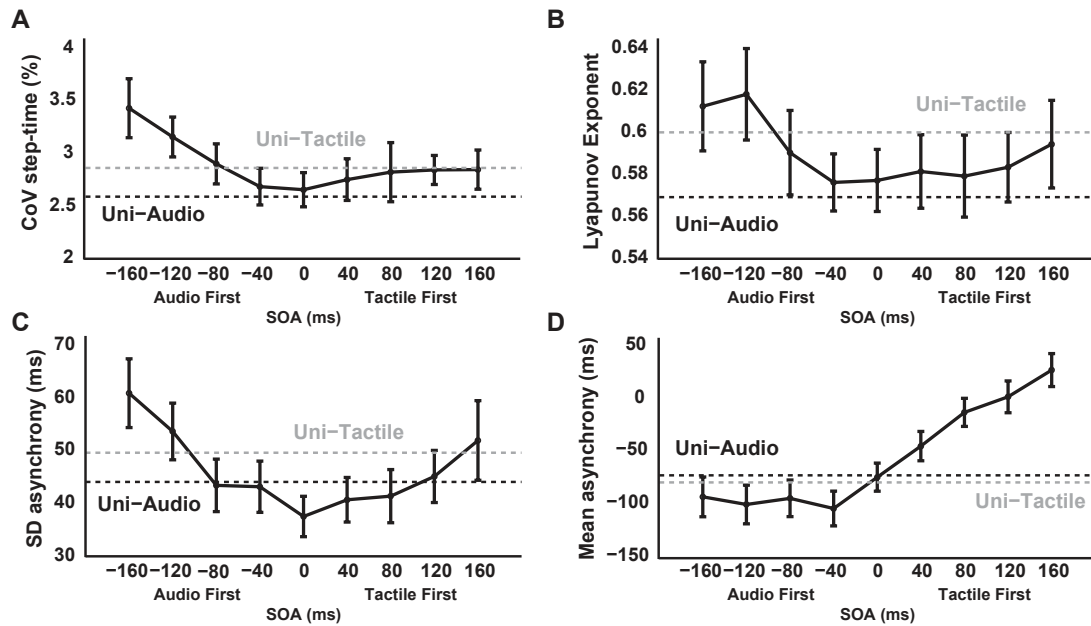 A
CoV step-time (%)
4
3.5
3
2.5
2
Uni-Tactile
Uni-Audio
-160 -120 -80 -40 0 40 80 120 160
Audio First Tactile First
SOA (ms)
B
Lyapunov Exponent
0.64
0.62
0.6
0.58
0.56
0.54
Uni-Tactile
Uni-Audio
-160 -120 -80 -40 0 40 80 120 160
Audio First Tactile First
SOA (ms)
C
SD asynchrony (ms)
70
60
50
40
30
Uni-Tactile
Uni-Audio
-160 -120 -80 -40 0 40 80 120 160
Audio First Tactile First
SOA (ms)
D
Mean asynchrony (ms)
50
0
-50
-100
-150
Uni-Audio
Uni-Tactile
-160 -120 -80 -40 0 40 80 120 160
Audio First Tactile First
SOA (ms)